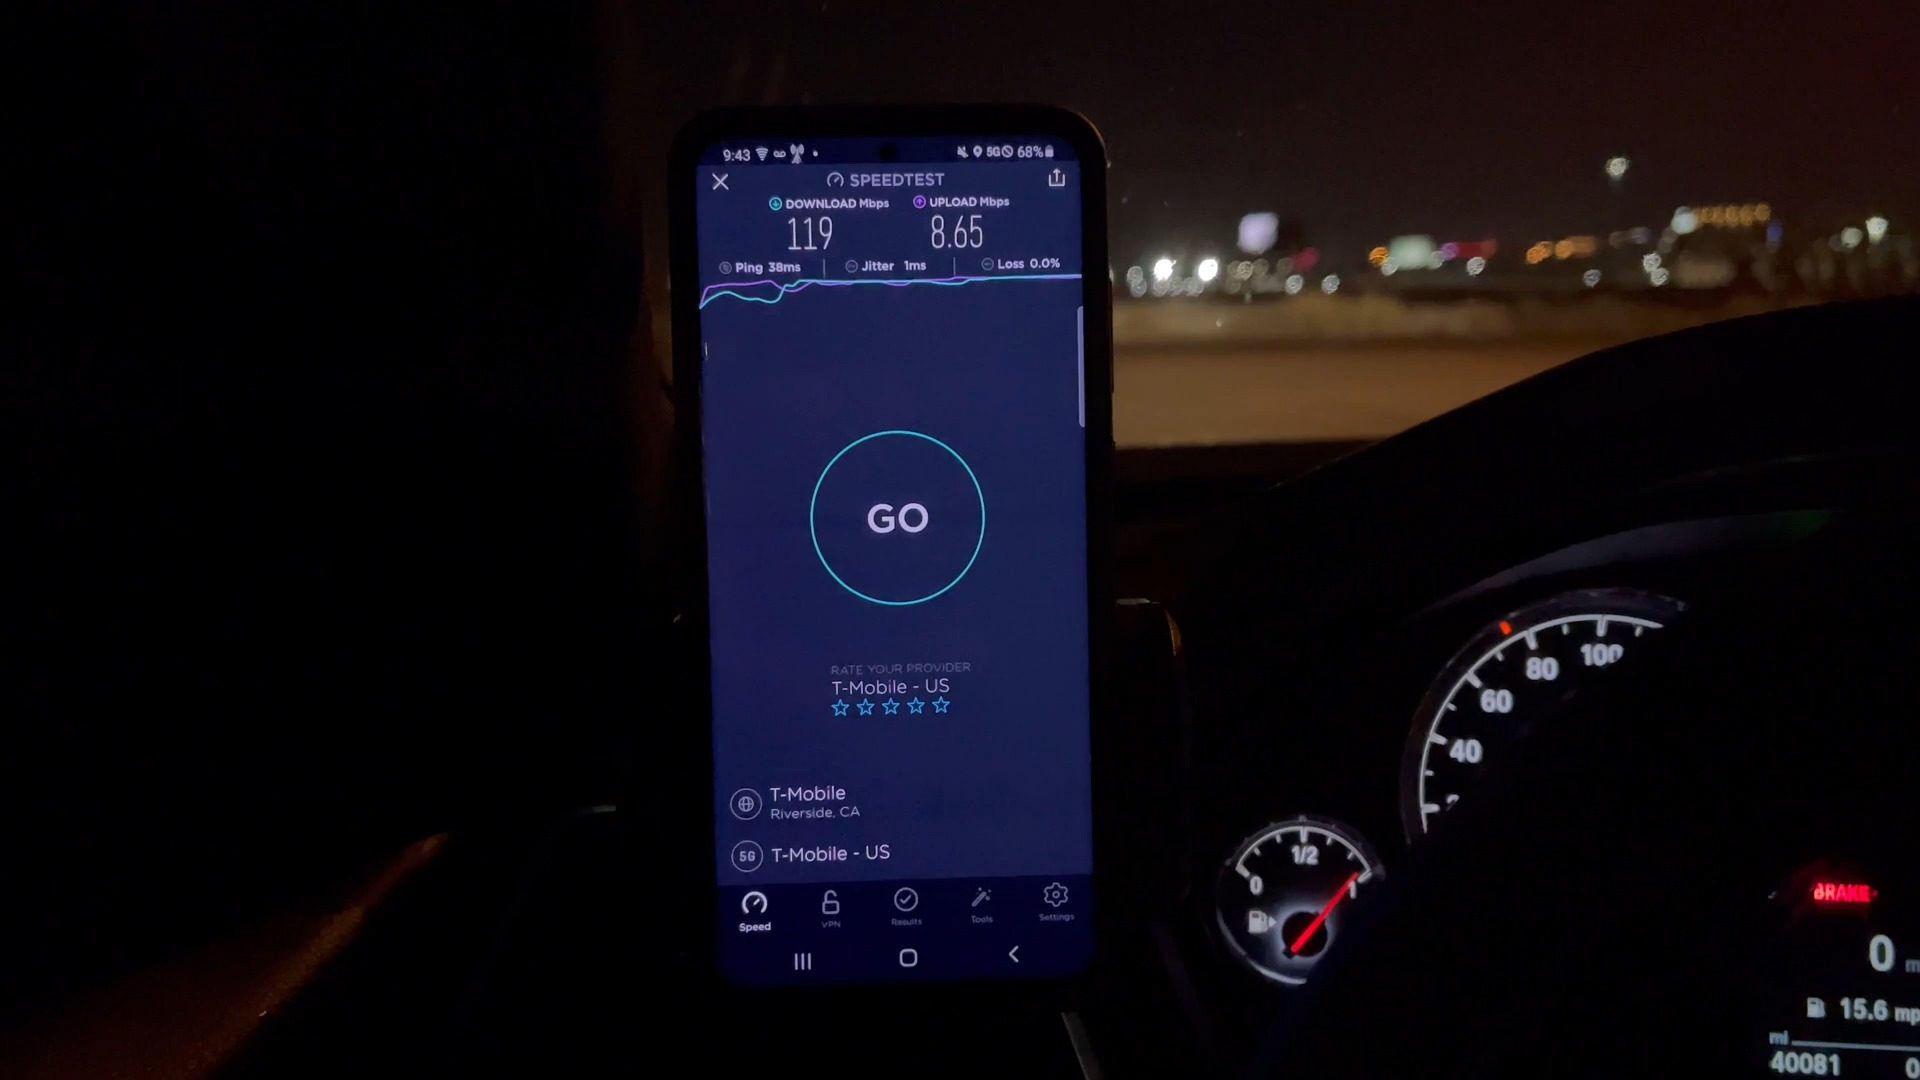 9:43 5G 68%
SPEEDTEST
DOWNLOAD Mbps UPLOAD Mbps
119 8.65
Ping 38ms Jitter 1ms Loss 0.0%
GO
RATE YOUR PROVIDER
T-Mobile - US
T-Mobile
Riverside, CA
5G T-Mobile - US
Speed VPN Results Tools Settings
40 60 80 100
0 1/2 1
BRAKE
0
15.6
mi
40081